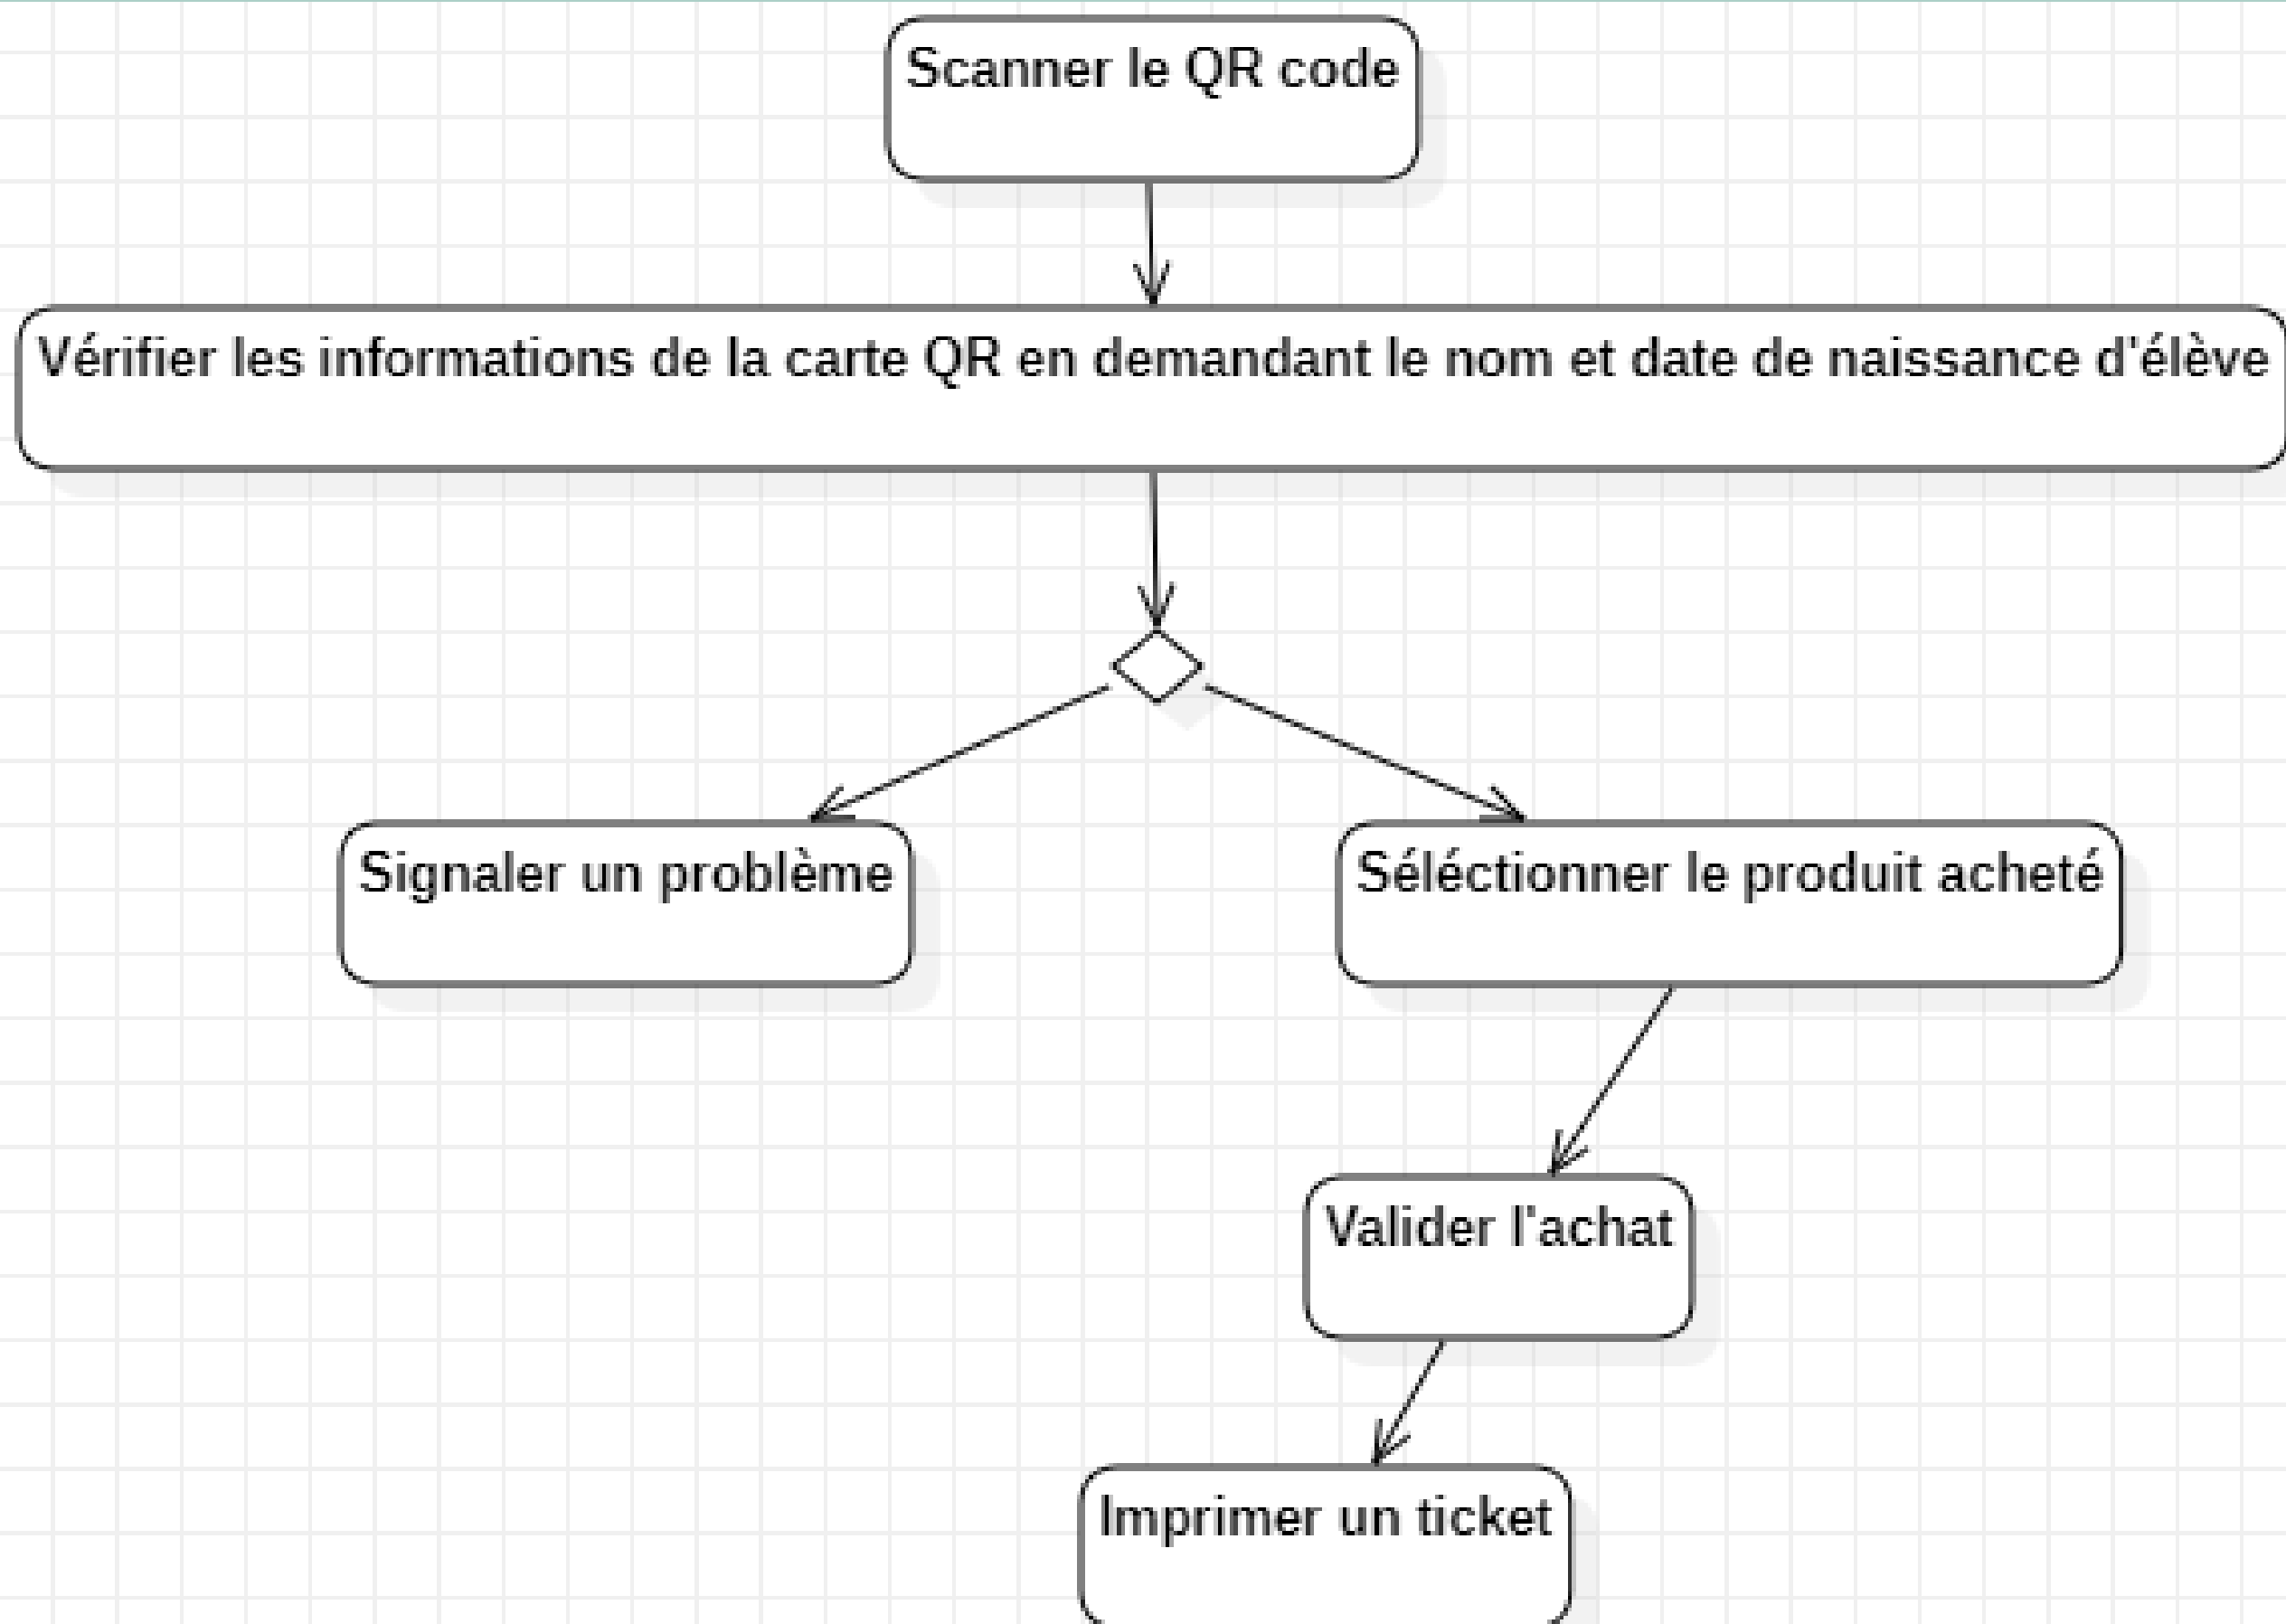 Scanner le QR code
Vérifier les informations de la carte QR en demandant le nom et date de naissance d'élève
Signaler un problème
Séléctionner le produit acheté
Valider l'achat
Imprimer un ticket